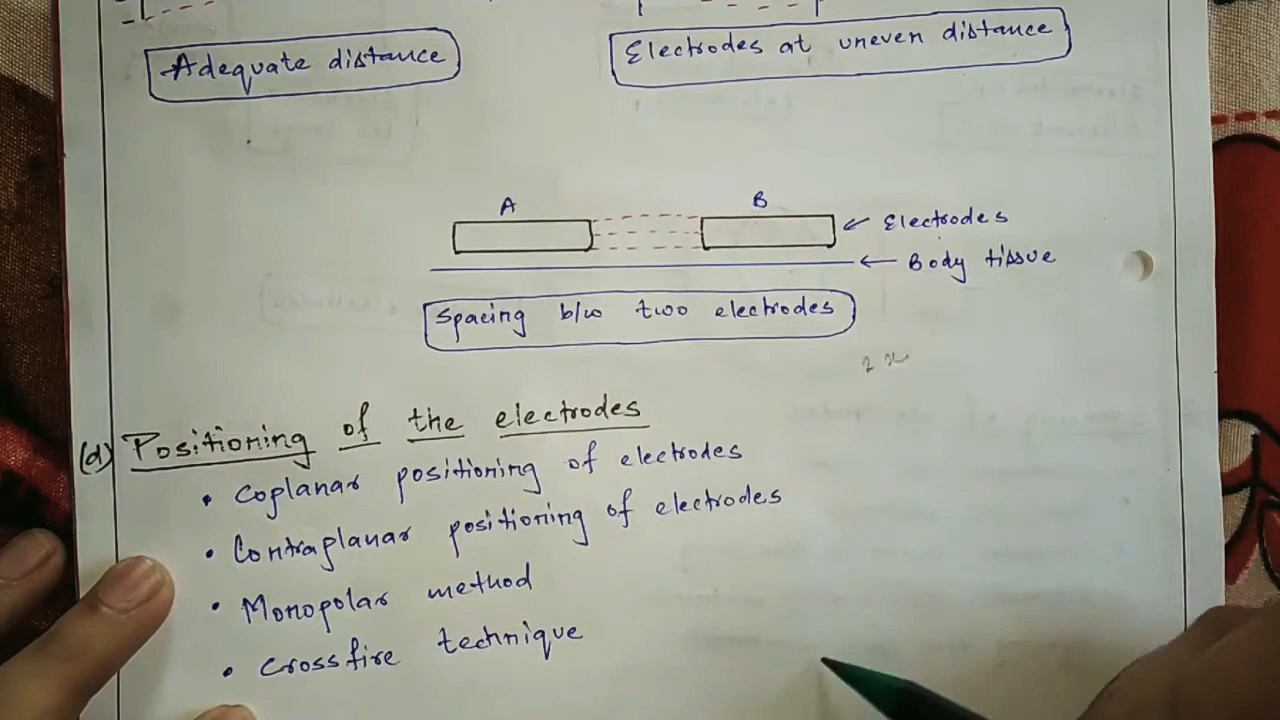 Adequate distance
Electrodes at uneven distance
A
B
Electrodes
Body tissue
Spacing b/w two electrodes
2x
(d) Positioning of the electrodes
• Coplanar positioning of electrodes
• Contraplanar positioning of electrodes
• Monopolar method
• Crossfire technique